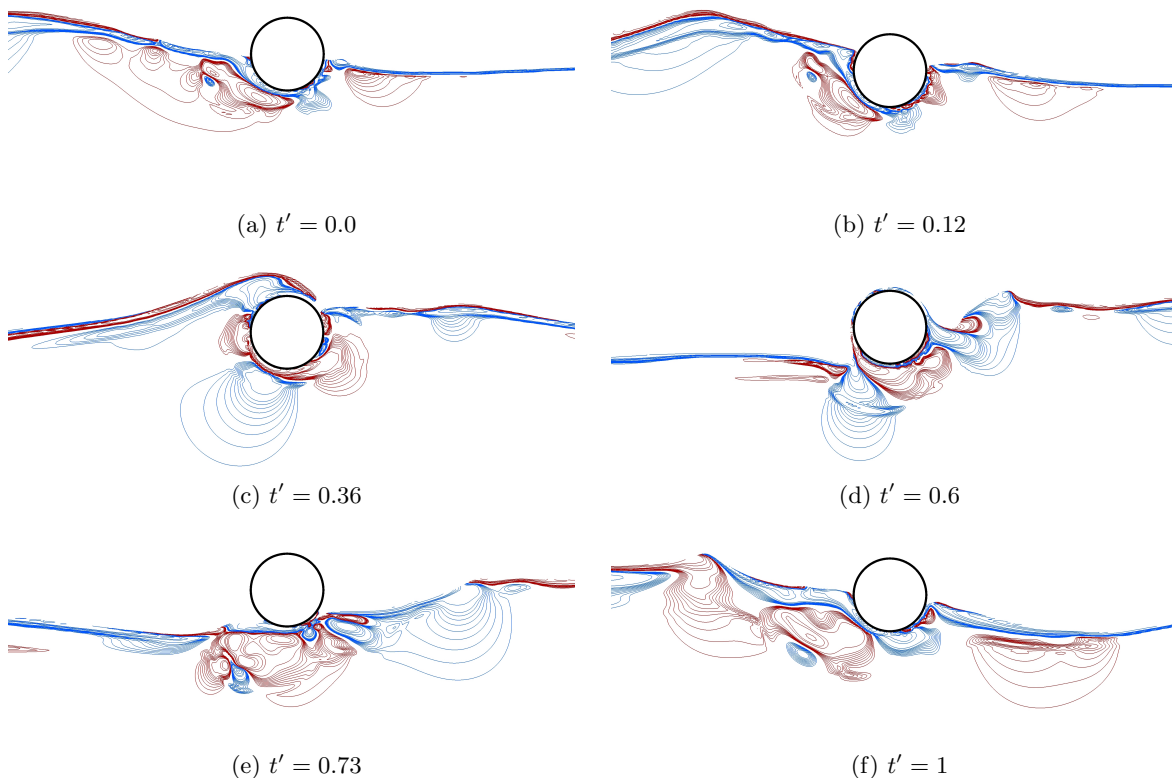 (a) t′ = 0.0
(b) t′ = 0.12
(c) t′ = 0.36
(d) t′ = 0.6
(e) t′ = 0.73
(f) t′ = 1